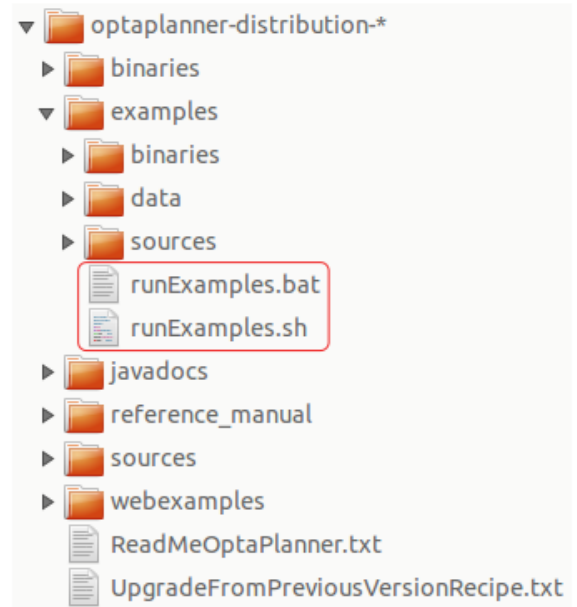 optaplanner-distribution-*
binaries
examples
binaries
data
sources
runExamples.bat
runExamples.sh
javadocs
reference_manual
sources
webexamples
ReadMeOptaPlanner.txt
UpgradeFromPreviousVersionRecipe.txt